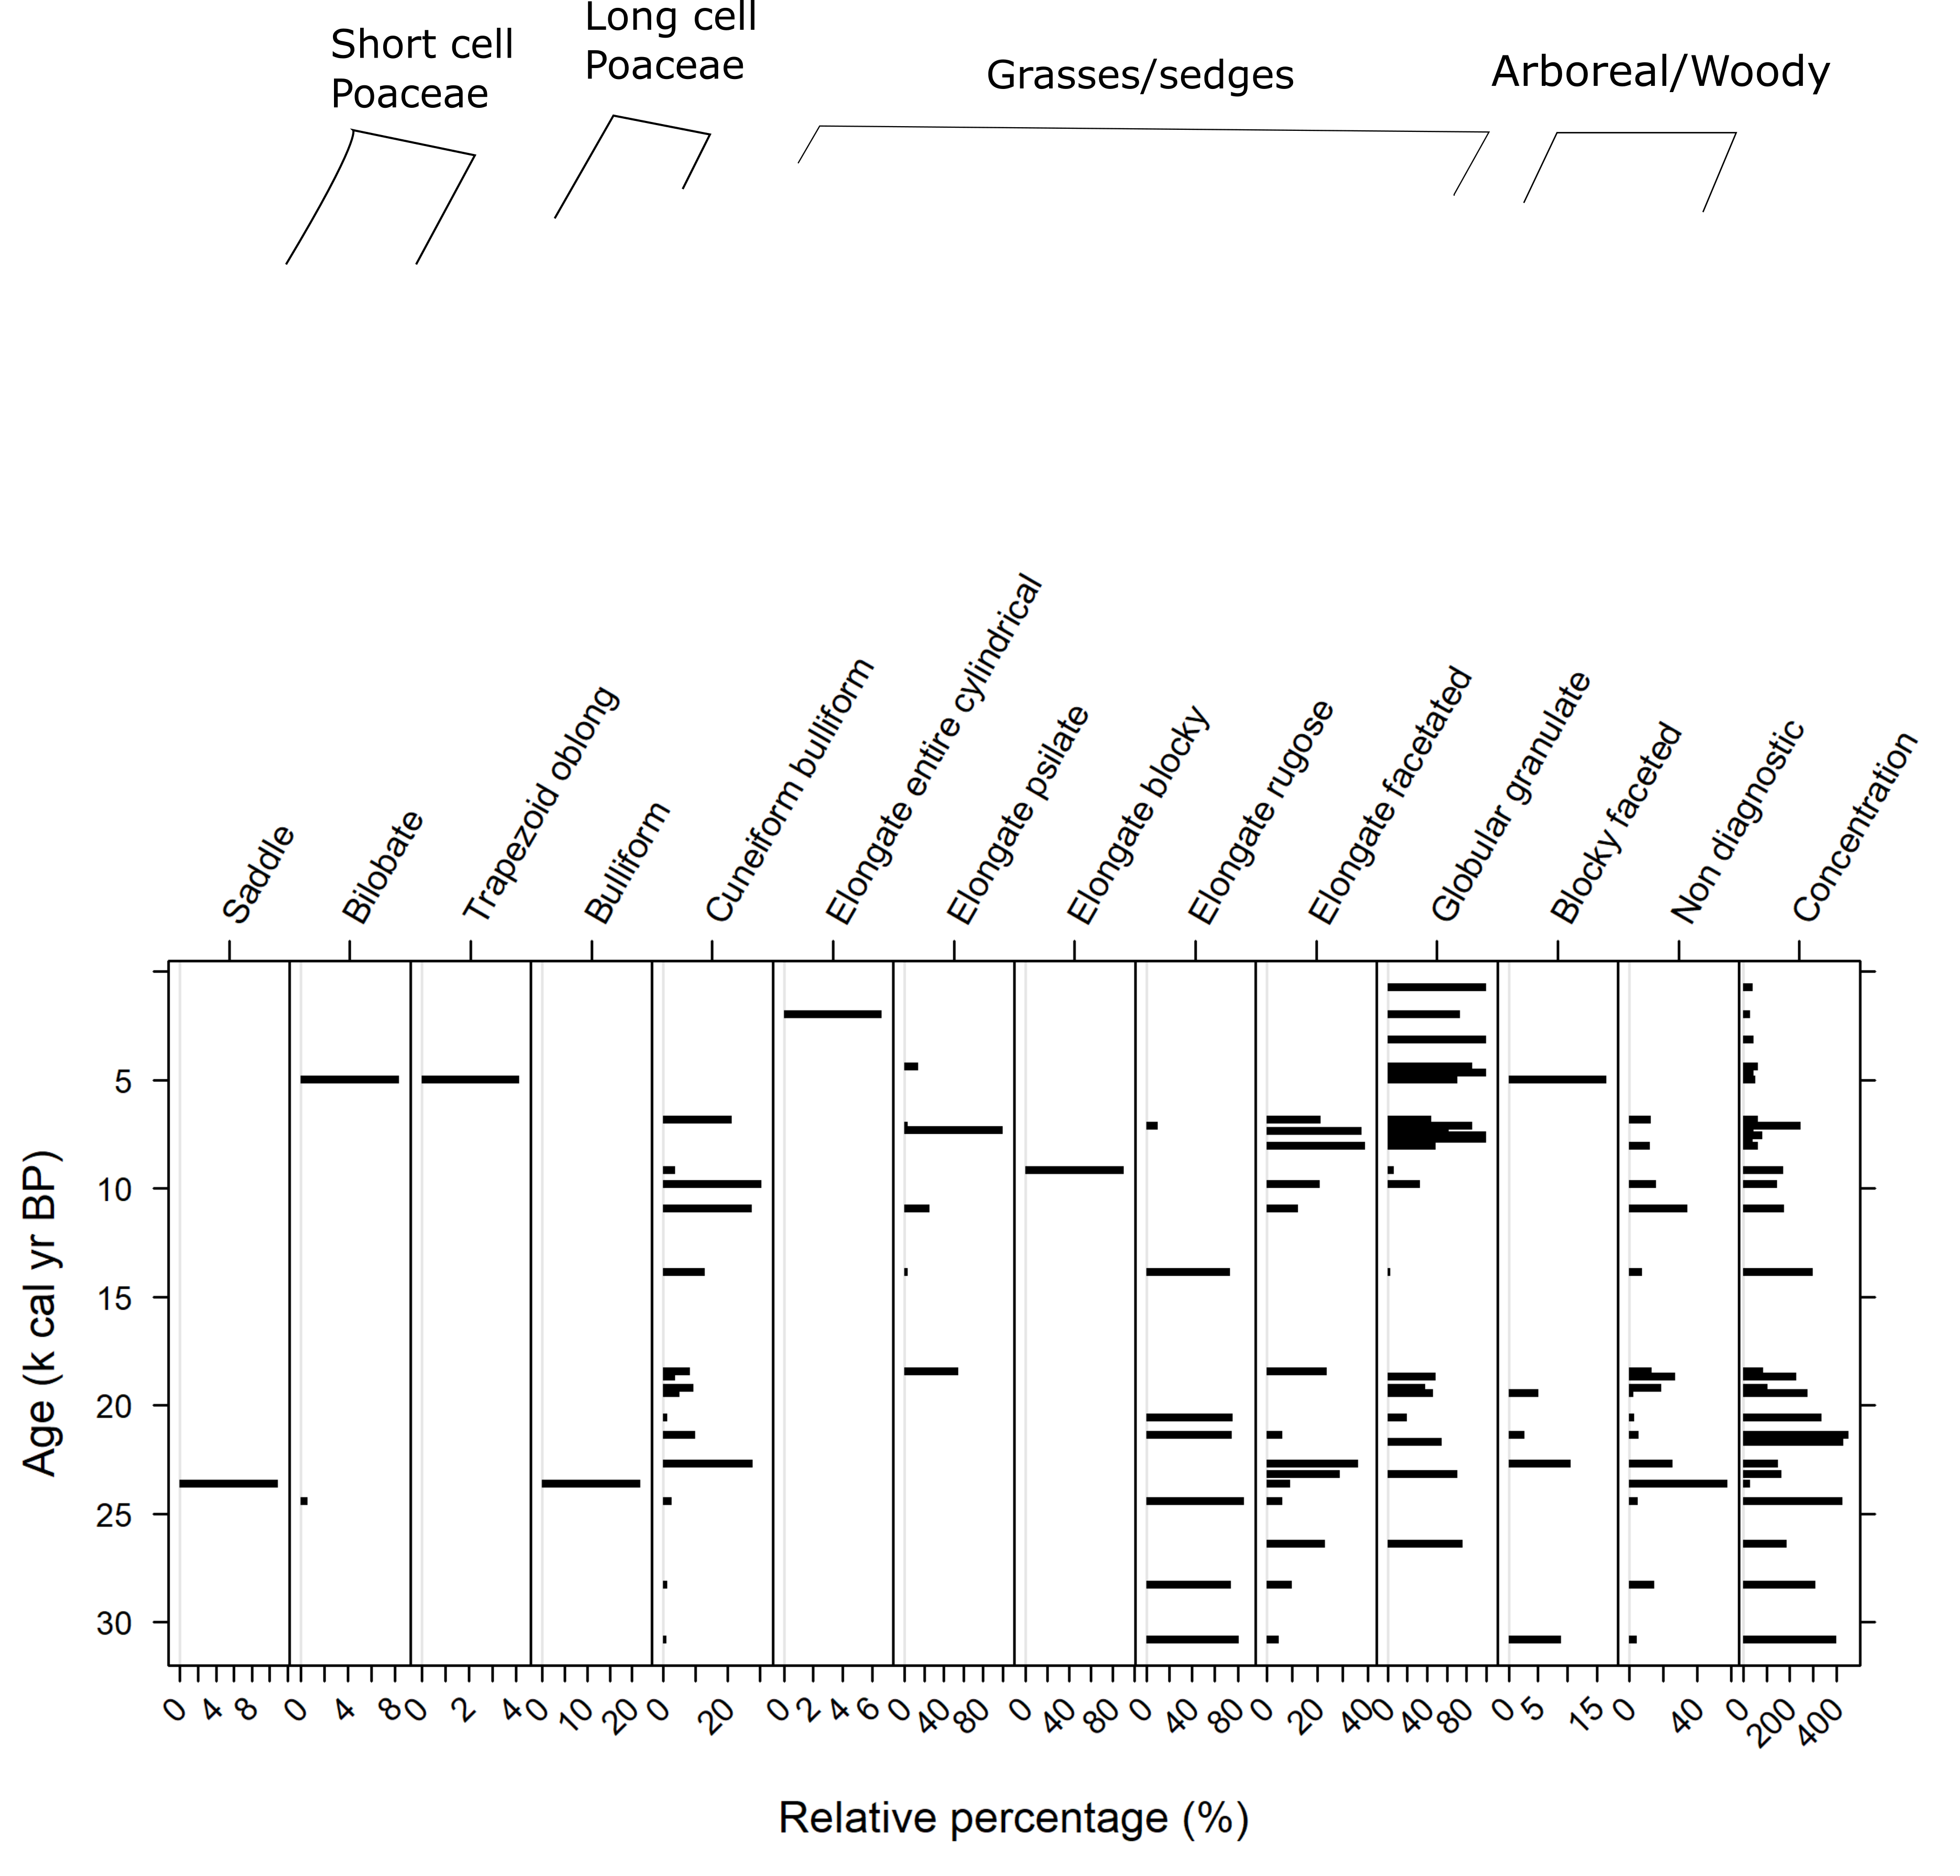 Short cell
Poaceae
Long cell
Poaceae
Grasses/sedges
Arboreal/Woody
Saddle
Bilobate
Trapezoid oblong
Bulliform
Cuneiform bulliform
Elongate entire cylindrical
Elongate psilate
Elongate blocky
Elongate rugose
Elongate facetated
Globular granulate
Blocky faceted
Non diagnostic
Concentration
Age (k cal yr BP)
5
10
15
20
25
30
0 4 8
0 4 8
0 2 4
0 10 20
0 20
0 2 4 6
0 40 80
0 40 80
0 40 80
0 20 40
0 40 80
0 5 15
0 40
0 200 400
Relative percentage (%)